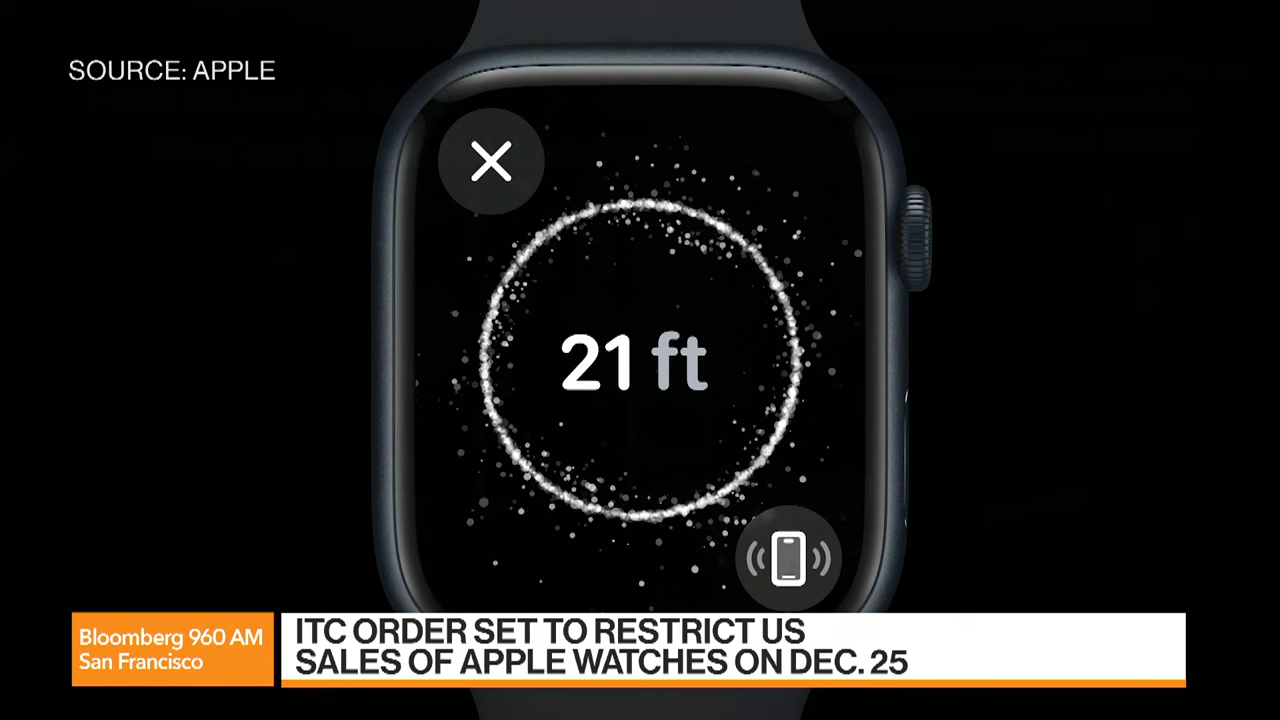 SOURCE: APPLE
21 ft
Bloomberg 960 AM
San Francisco
ITC ORDER SET TO RESTRICT US
SALES OF APPLE WATCHES ON DEC. 25